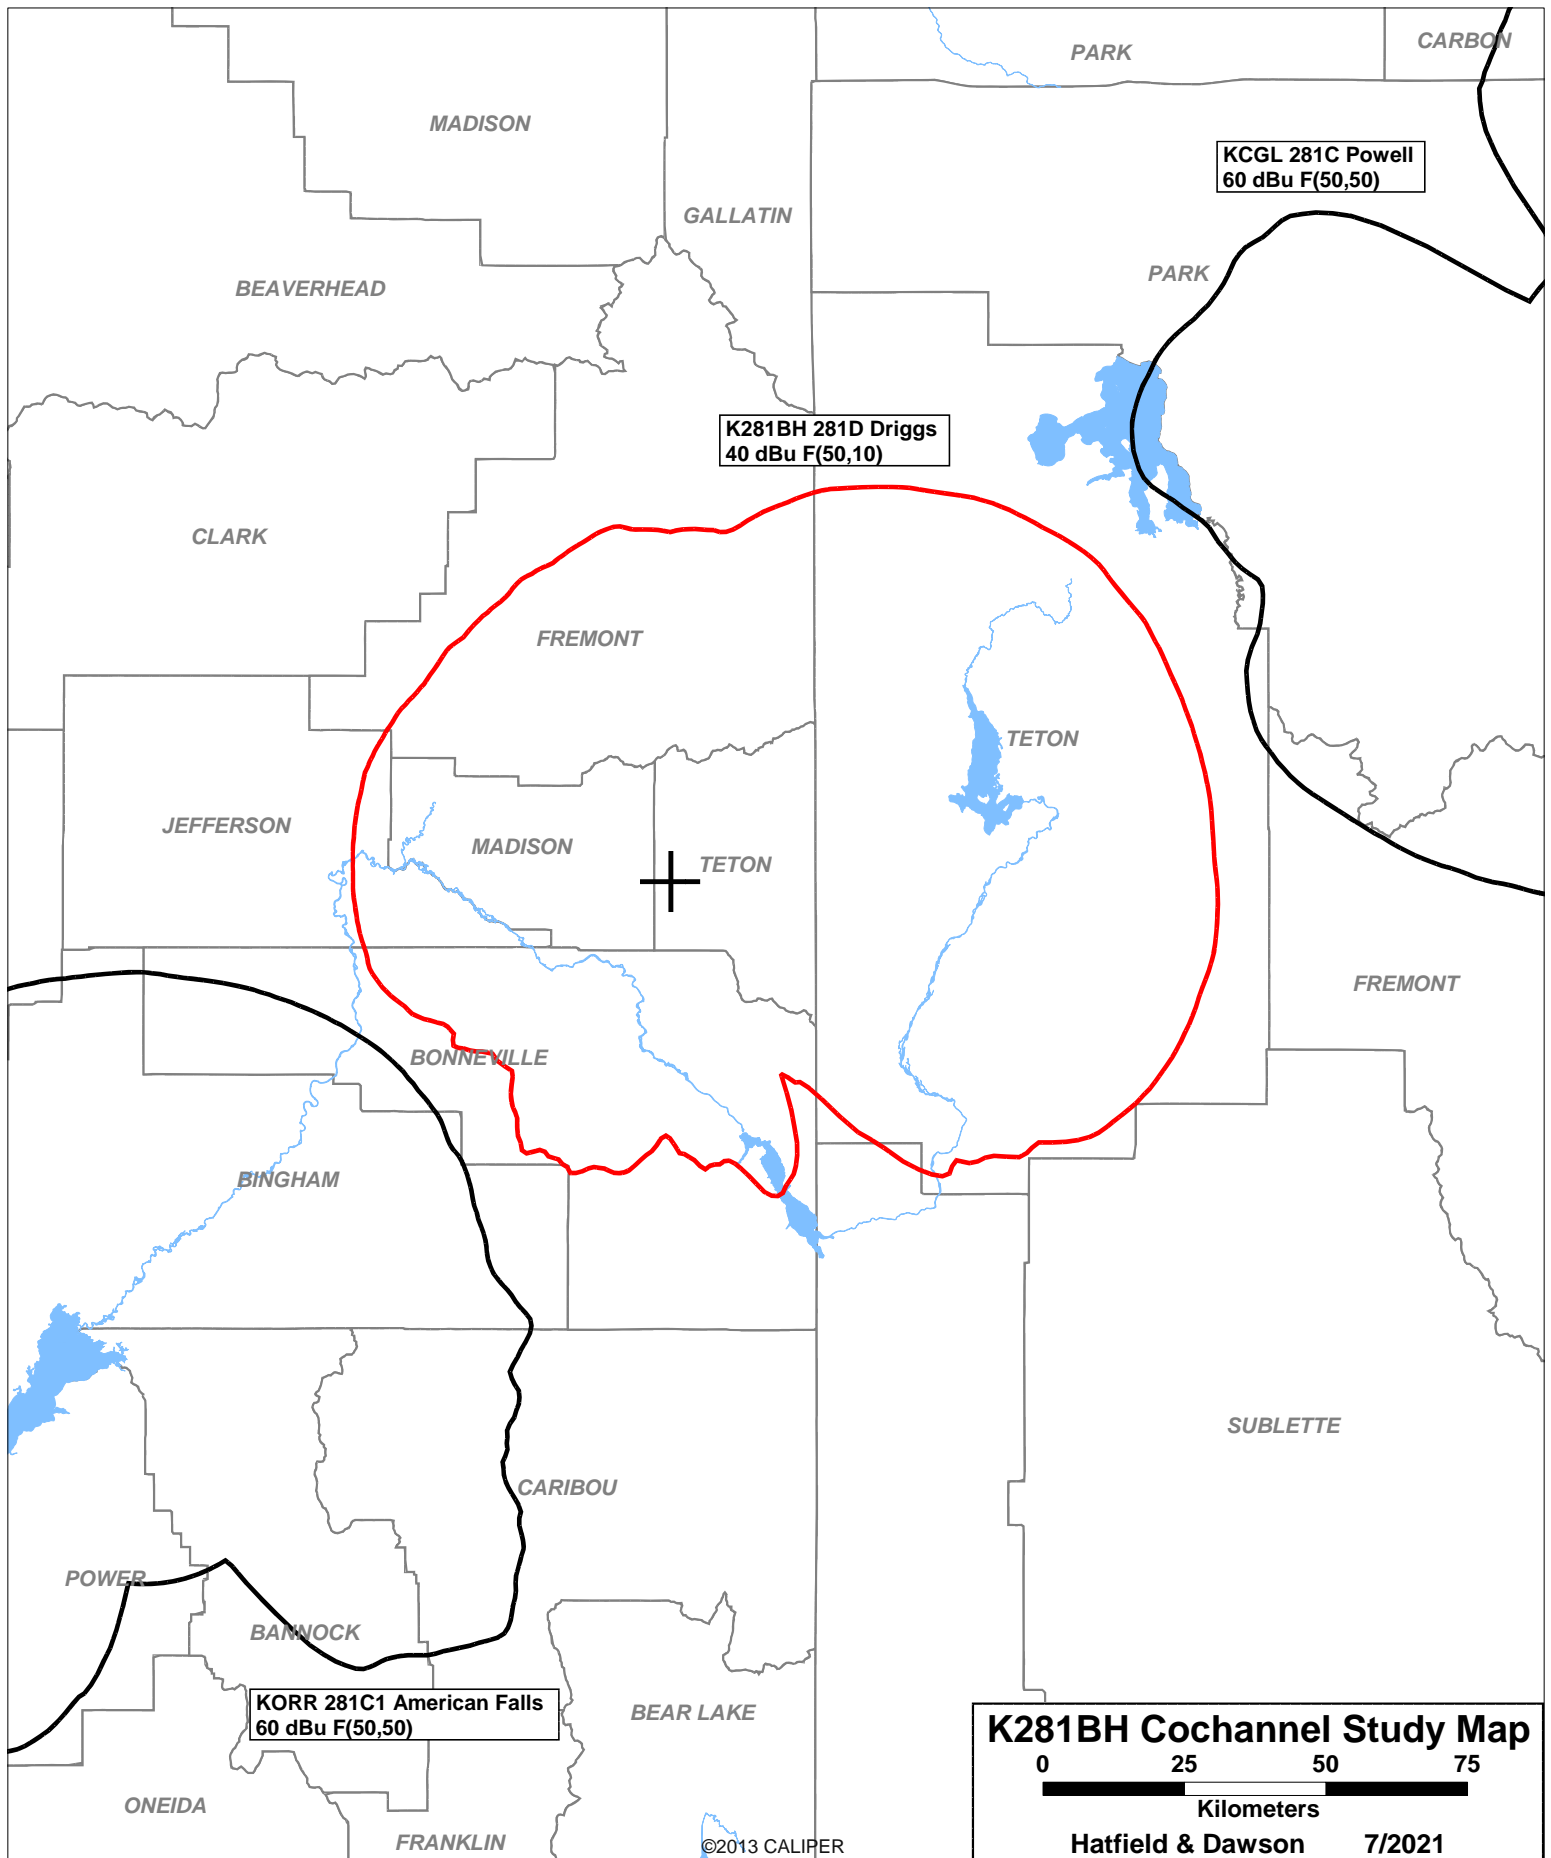 PARK
CARBON
MADISON
KCGL 281C Powell
60 dBu F(50,50)
GALLATIN
PARK
BEAVERHEAD
K281BH 281D Driggs
40 dBu F(50,10)
CLARK
FREMONT
TETON
JEFFERSON
MADISON
TETON
FREMONT
BONNEVILLE
BINGHAM
SUBLETTE
CARIBOU
POWER
BANNOCK
KORR 281C1 American Falls
60 dBu F(50,50)
BEAR LAKE
K281BH Cochannel Study Map
0 25 50 75
Kilometers
Hatfield & Dawson 7/2021
ONEIDA
FRANKLIN
©2013 CALIPER